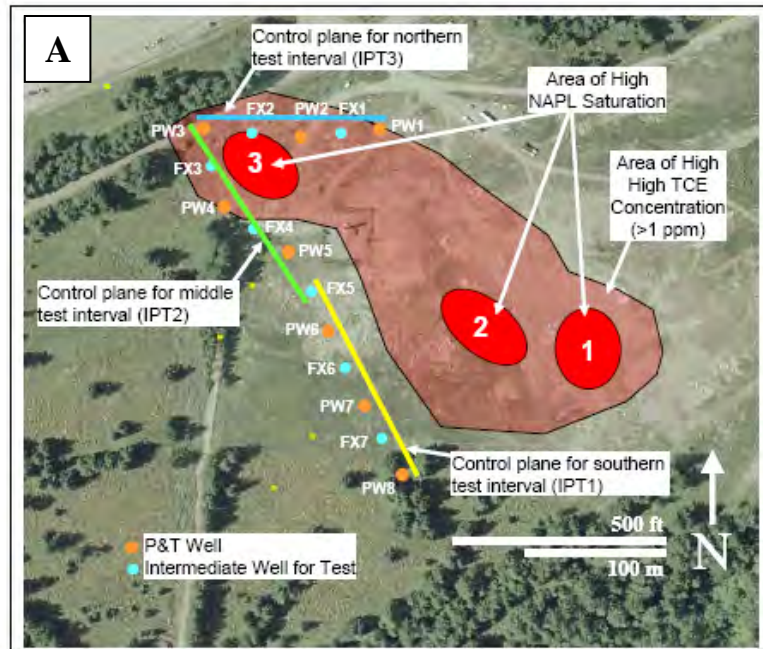 A
Control plane for northern
test interval (IPT3)
Area of High
NAPL Saturation
FX2
PW2
FX1
PW3
PW1
3
FX3
Area of High
High TCE
Concentration
(>1 ppm)
PW4
FX4
PW5
Control plane for middle
test interval (IPT2)
FX5
PW6
2
1
FX6
PW7
FX7
Control plane for southern
test interval (IPT1)
PW8
500 ft
100 m
N
P&T Well
Intermediate Well for Test